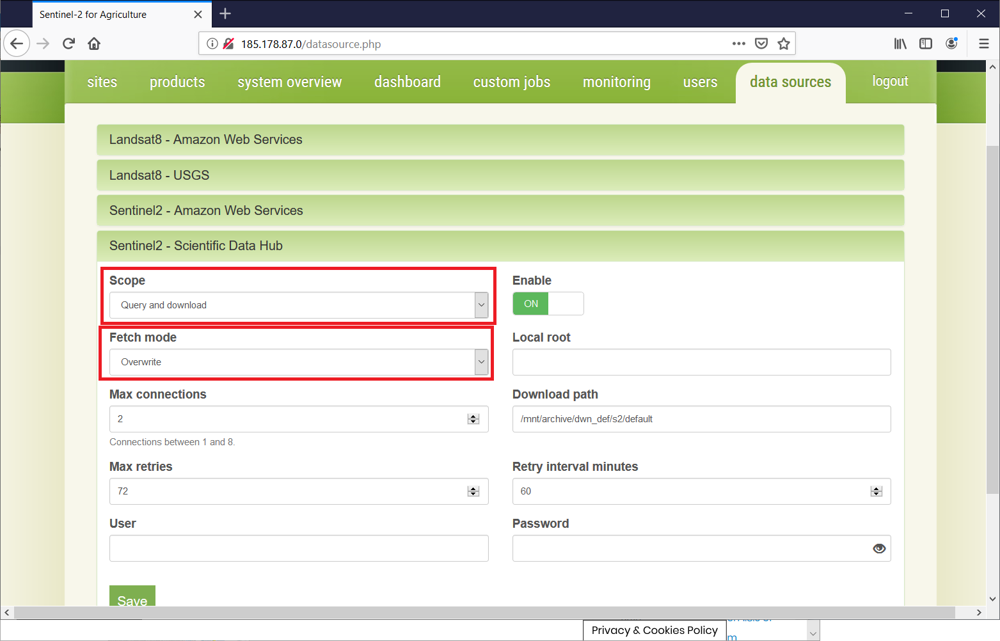 Sentinel-2 for Agriculture
185.178.87.0/datasource.php
sites products system overview dashboard custom jobs monitoring users data sources logout
Landsat8 - Amazon Web Services
Landsat8 - USGS
Sentinel2 - Amazon Web Services
Sentinel2 - Scientific Data Hub
Scope Enable
Query and download ON
Fetch mode Local root
Overwrite
Max connections Download path
2 /mnt/archive/dwn_def/s2/default
Connections between 1 and 8.
Max retries Retry interval minutes
72 60
User Password
Save
Privacy & Cookies Policy